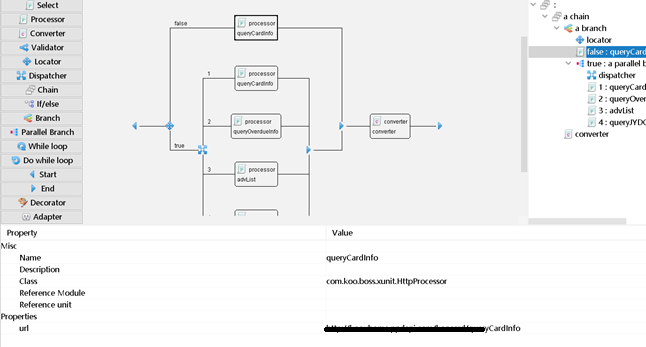 Select
Processor
Converter
Validator
Locator
Dispatcher
Chain
If/else
Branch
Parallel Branch
While loop
Do while loop
Start
End
Decorator
Adapter
false
processor
queryCardInfo
1
processor
queryCardInfo
2
processor
queryOverdueInfo
true
3
processor
advList
converter
converter
:
a chain
a branch
locator
false : queryCard
true : a parallel b
dispatcher
1 : queryCard
2 : queryOver
3 : advList
4 : queryJYDC
converter
Property Value
Misc
Name queryCardInfo
Description
Class com.koo.boss.xunit.HttpProcessor
Reference Module
Reference unit
Properties
url CardInfo